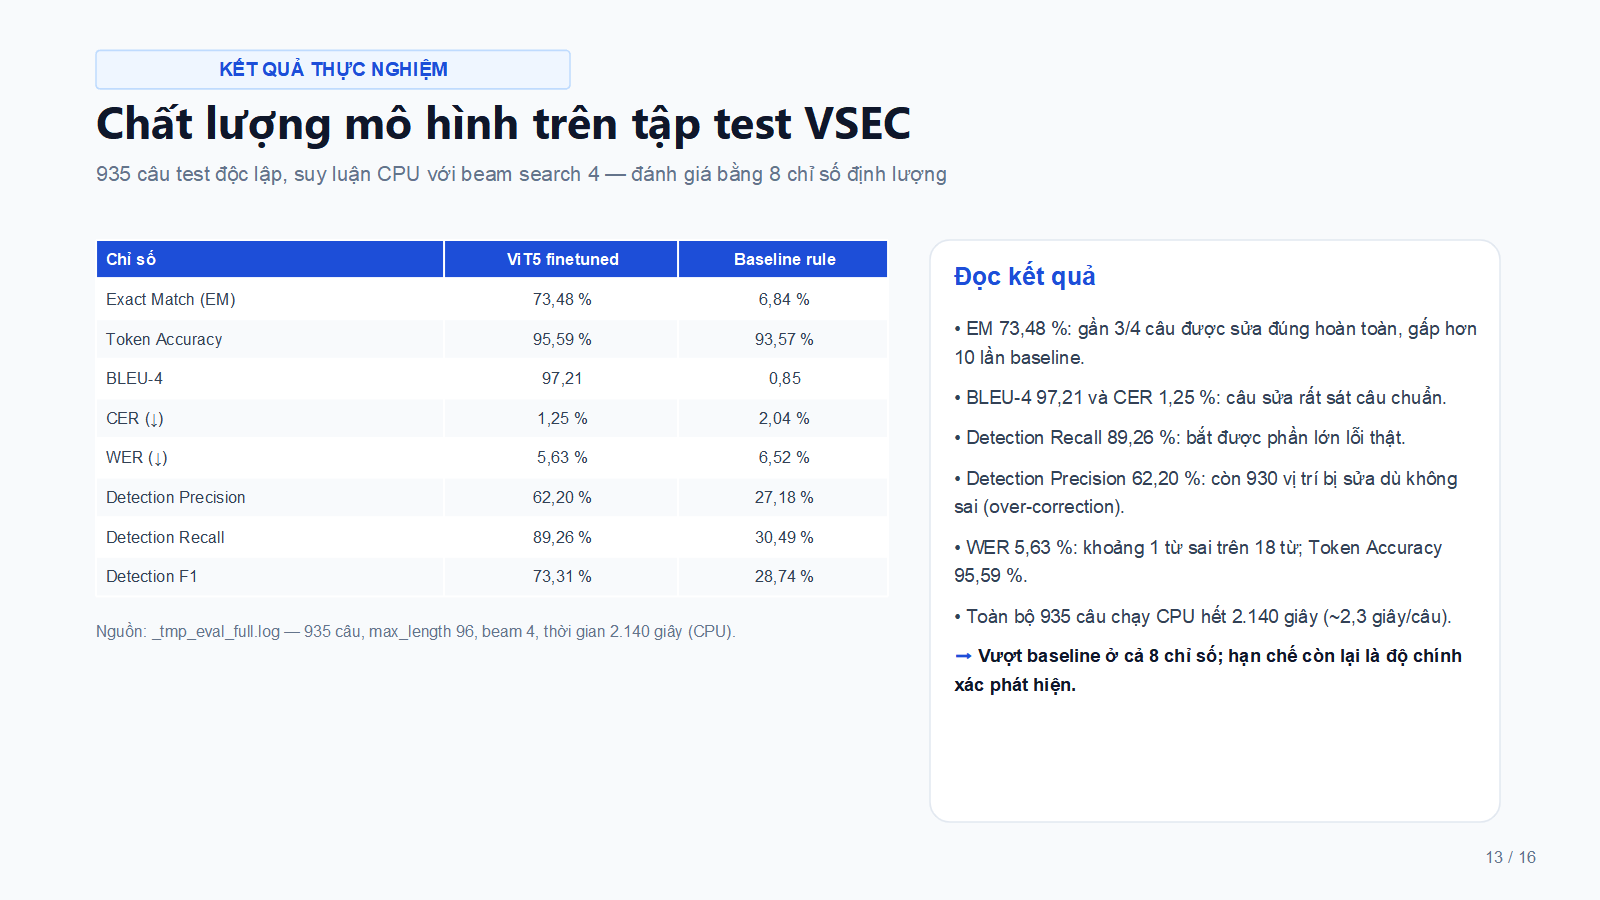 KẾT QUẢ THỰC NGHIỆM
Chất lượng mô hình trên tập test VSEC
935 câu test độc lập, suy luận CPU với beam search 4 — đánh giá bằng 8 chỉ số định lượng
Chỉ số ViT5 finetuned Baseline rule
Exact Match (EM) 73,48 % 6,84 %
Token Accuracy 95,59 % 93,57 %
BLEU-4 97,21 0,85
CER (↓) 1,25 % 2,04 %
WER (↓) 5,63 % 6,52 %
Detection Precision 62,20 % 27,18 %
Detection Recall 89,26 % 30,49 %
Detection F1 73,31 % 28,74 %
Nguồn: _tmp_eval_full.log — 935 câu, max_length 96, beam 4, thời gian 2.140 giây (CPU).
Đọc kết quả
• EM 73,48 %: gần 3/4 câu được sửa đúng hoàn toàn, gấp hơn
10 lần baseline.
• BLEU-4 97,21 và CER 1,25 %: câu sửa rất sát câu chuẩn.
• Detection Recall 89,26 %: bắt được phần lớn lỗi thật.
• Detection Precision 62,20 %: còn 930 vị trí bị sửa dù không
sai (over-correction).
• WER 5,63 %: khoảng 1 từ sai trên 18 từ; Token Accuracy
95,59 %.
• Toàn bộ 935 câu chạy CPU hết 2.140 giây (~2,3 giây/câu).
→ Vượt baseline ở cả 8 chỉ số; hạn chế còn lại là độ chính
xác phát hiện.
13 / 16